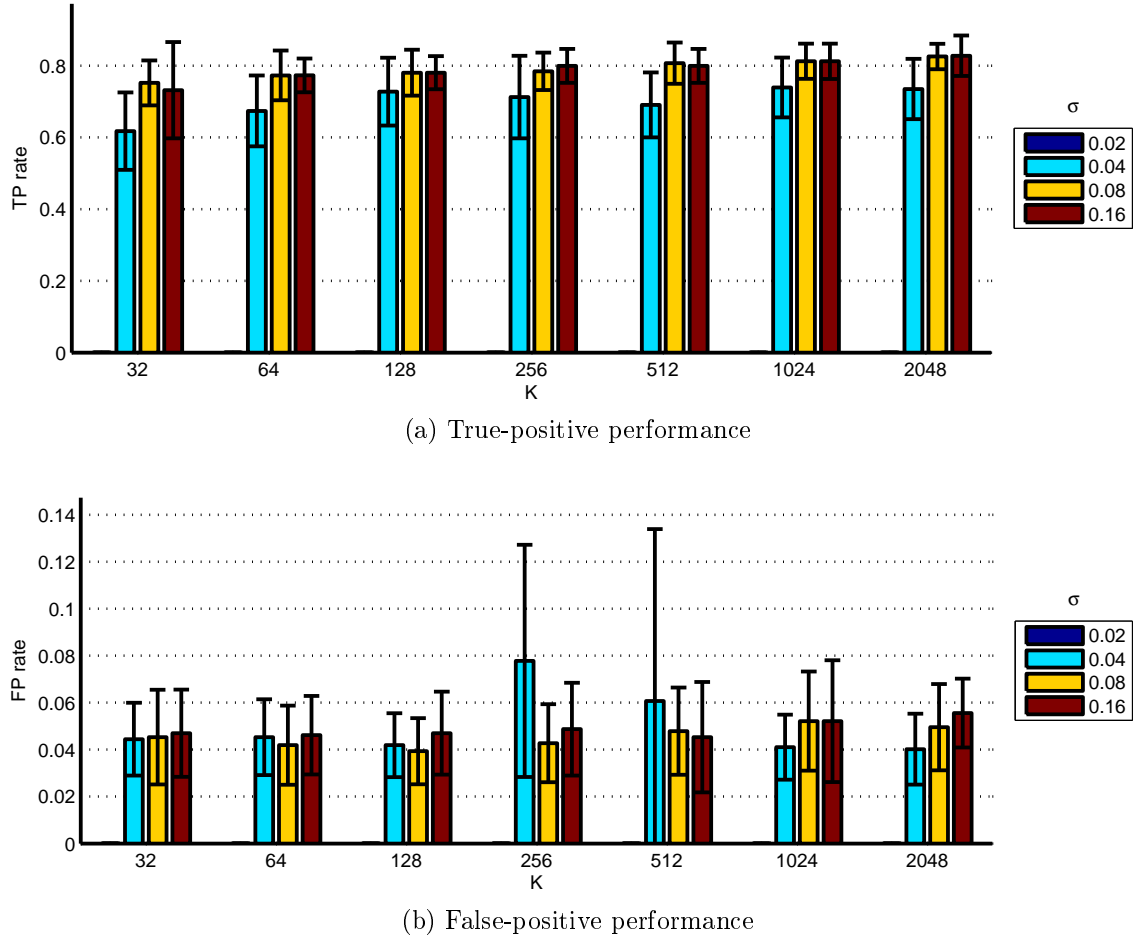 0.8
0.6
0.4
0.2
0
TP rate
32 64 128 256 512 1024 2048
K
σ
0.02
0.04
0.08
0.16
(a) True-positive performance
0.14
0.12
0.1
0.08
0.06
0.04
0.02
0
FP rate
32 64 128 256 512 1024 2048
K
σ
0.02
0.04
0.08
0.16
(b) False-positive performance